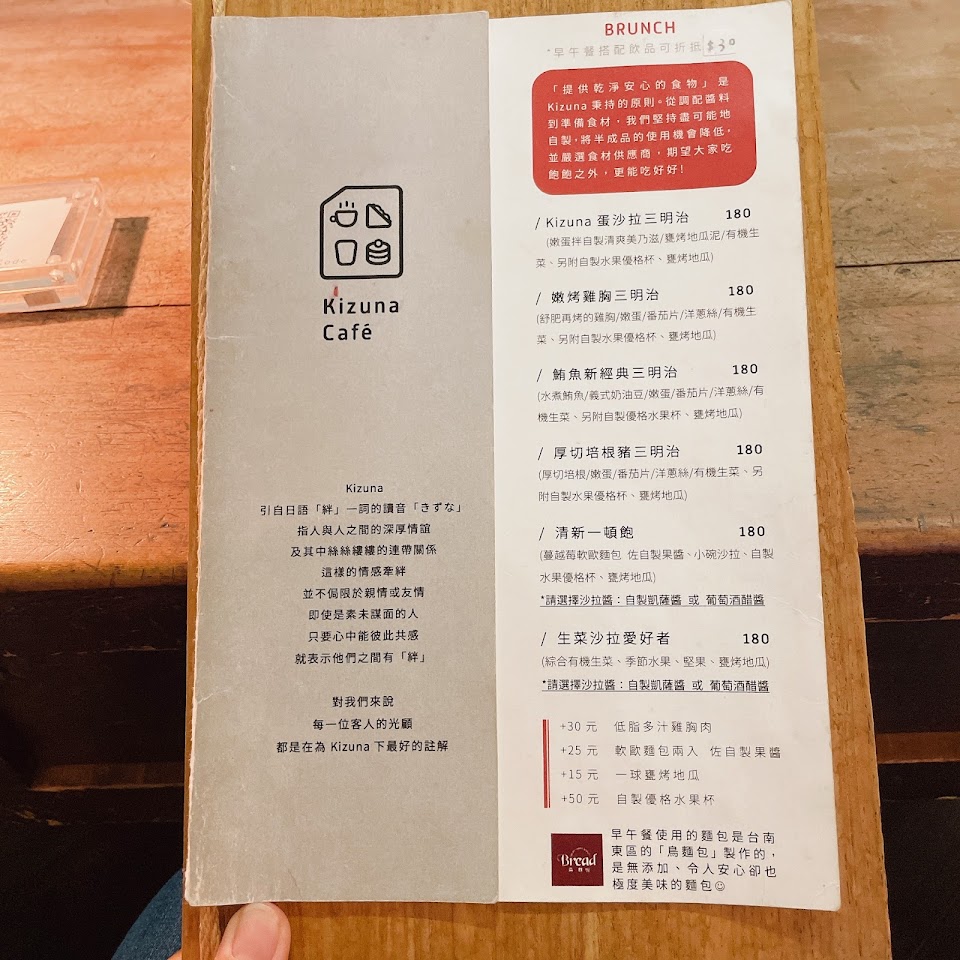 Kizuna
Café
Kizuna
引自日語「絆」一詞的讀音「きずな」
指人與人之間的深厚情誼
及其中絲絲縷縷的連帶關係
這樣的情感牽絆
並不侷限於親情或友情
即使是素未謀面的人
只要心中能彼此共感
就表示他們之間有「絆」
對我們來說
每一位客人的光顧
都是在為 Kizuna 下最好的註解
BRUNCH
*早午餐搭配飲品可折抵 $30
「提供乾淨安心的食物」是
Kizuna 秉持的原則。從調配醬料
到準備食材，我們堅持盡可能地
自製，將半成品的使用機會降低，
並嚴選食材供應商，期望大家吃
飽飽之外，更能吃好好!
/ Kizuna 蛋沙拉三明治 180
(嫩蛋拌自製清爽美乃滋/甕烤地瓜泥/有機生
菜、另附自製水果優格杯、甕烤地瓜)
/ 嫩烤雞胸三明治 180
(舒肥再烤的雞胸/嫩蛋/番茄片/洋蔥絲/有機生
菜、另附自製水果優格杯、甕烤地瓜)
/ 鮪魚新經典三明治 180
(水煮鮪魚/義式奶油豆/嫩蛋/番茄片/洋蔥絲/有
機生菜、另附自製優格水果杯、甕烤地瓜)
/ 厚切培根豬三明治 180
(厚切培根/嫩蛋/番茄片/洋蔥絲/有機生菜、另
附自製水果優格杯、甕烤地瓜)
/ 清新一頓飽 180
(蔓越莓軟歐麵包 佐自製果醬、小碗沙拉、自製
水果優格杯、甕烤地瓜)
*請選擇沙拉醬：自製凱薩醬 或 葡萄酒醋醬
/ 生菜沙拉愛好者 180
(綜合有機生菜、季節水果、堅果、甕烤地瓜)
*請選擇沙拉醬：自製凱薩醬 或 葡萄酒醋醬
+30 元 低脂多汁雞胸肉
+25 元 軟歐麵包兩入 佐自製果醬
+15 元 一球甕烤地瓜
+50 元 自製優格水果杯
Bread
早午餐使用的麵包是台南
東區的「鳥麵包」製作的，
是無添加、令人安心卻也
極度美味的麵包☺